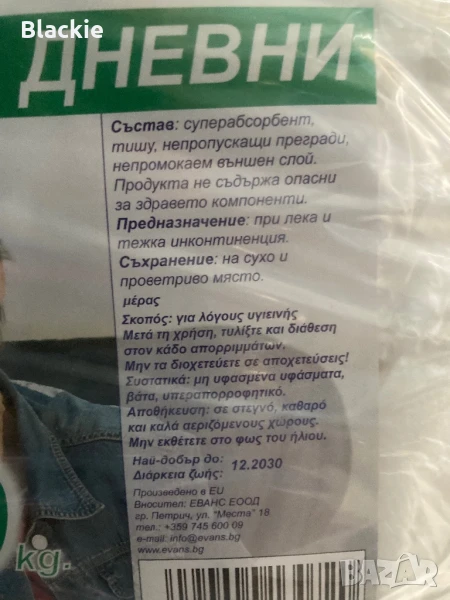 Blackie
ДНЕВНИ
Състав: суперабсорбент,
тишу, непропускащи прегради,
непромокаем външен слой.
Продукта не съдържа опасни
за здравето компоненти.
Предназначение: при лека и
тежка инконтиненция.
Съхранение: на сухо и
проветриво място.
μέρας
Σκοπός: για λόγους υγιεινής
Μετά τη χρήση, τυλίξτε και διάθεση
στον κάδο απορριμμάτων.
Μην τα διοχετεύετε σε αποχετεύσεις!
Συστατικά: μη υφασμένα υφάσματα,
βάτα, υπεραπορροφητικό.
Αποθήκευση: σε στεγνό, καθαρό
και καλά αεριζόμενους χώρους.
Μην εκθέτετε στο φως του ήλιου.
Най-добър до: 12.2030
Διάρκεια ζωής:
Произведено в EU
Вносител: ЕВАНС ЕООД
гр. Петрич, ул. "Места" 18
тел.: +359 745 600 09
e-mail: info@evans.bg
www.evans.bg
kg.
BAZAR